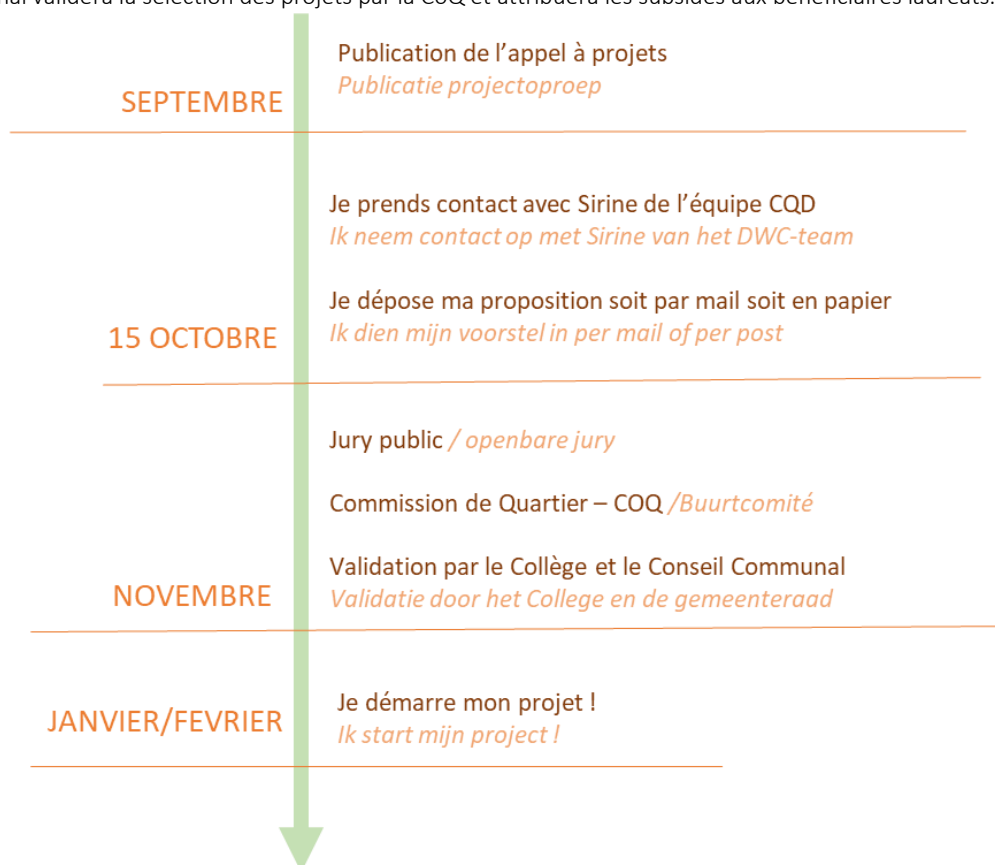 nal validera la sélection des projets par la CoQ et attribuera les subsides aux bénéficiaires lauréats.
Publication de l'appel à projets
Publicatie projectoproep
SEPTEMBRE
Je prends contact avec Sirine de l'équipe CQD
Ik neem contact op met Sirine van het DWC-team
Je dépose ma proposition soit par mail soit en papier
Ik dien mijn voorstel in per mail of per post
15 OCTOBRE
Jury public / openbare jury
Commission de Quartier – COQ /Buurtcomité
Validation par le Collège et le Conseil Communal
Validatie door het College en de gemeenteraad
NOVEMBRE
Je démarre mon projet !
Ik start mijn project !
JANVIER/FEVRIER